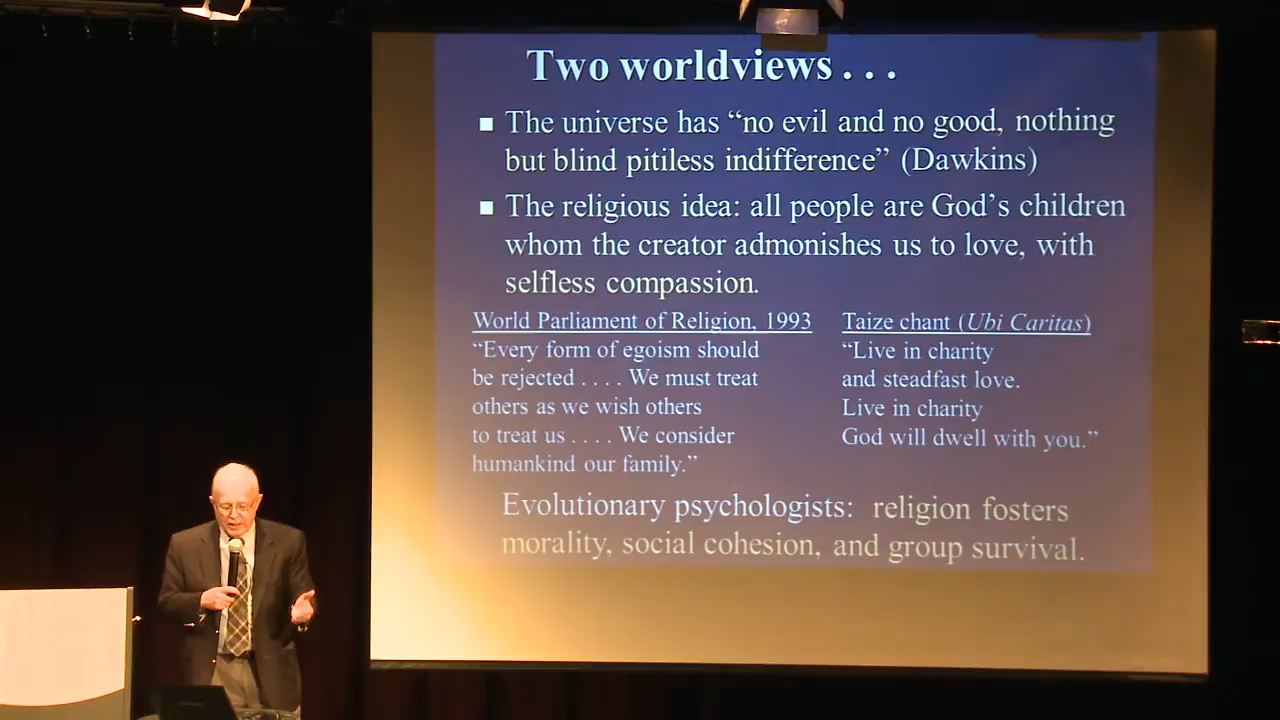 Two worldviews . . .
■ The universe has “no evil and no good, nothing
but blind pitiless indifference” (Dawkins)
■ The religious idea: all people are God’s children
whom the creator admonishes us to love, with
selfless compassion.
World Parliament of Religion, 1993
“Every form of egoism should
be rejected . . . . We must treat
others as we wish others
to treat us . . . . We consider
humankind our family.”
Taize chant (Ubi Caritas)
“Live in charity
and steadfast love.
Live in charity
God will dwell with you.”
Evolutionary psychologists: religion fosters
morality, social cohesion, and group survival.